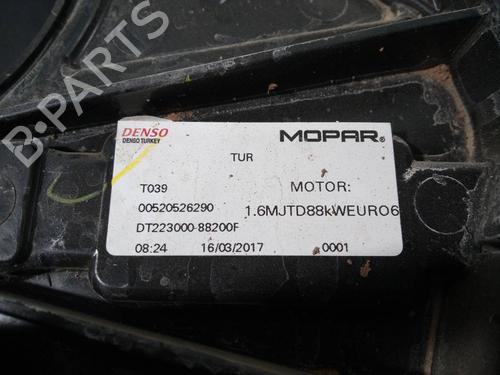 B-PARTS
DENSO
DENSO TURKEY
MOPAR®
TUR
T039
MOTOR:
00520526290
1.6MJTD88kWEURO6
DT223000-88200F
08:24 16/03/2017 0001